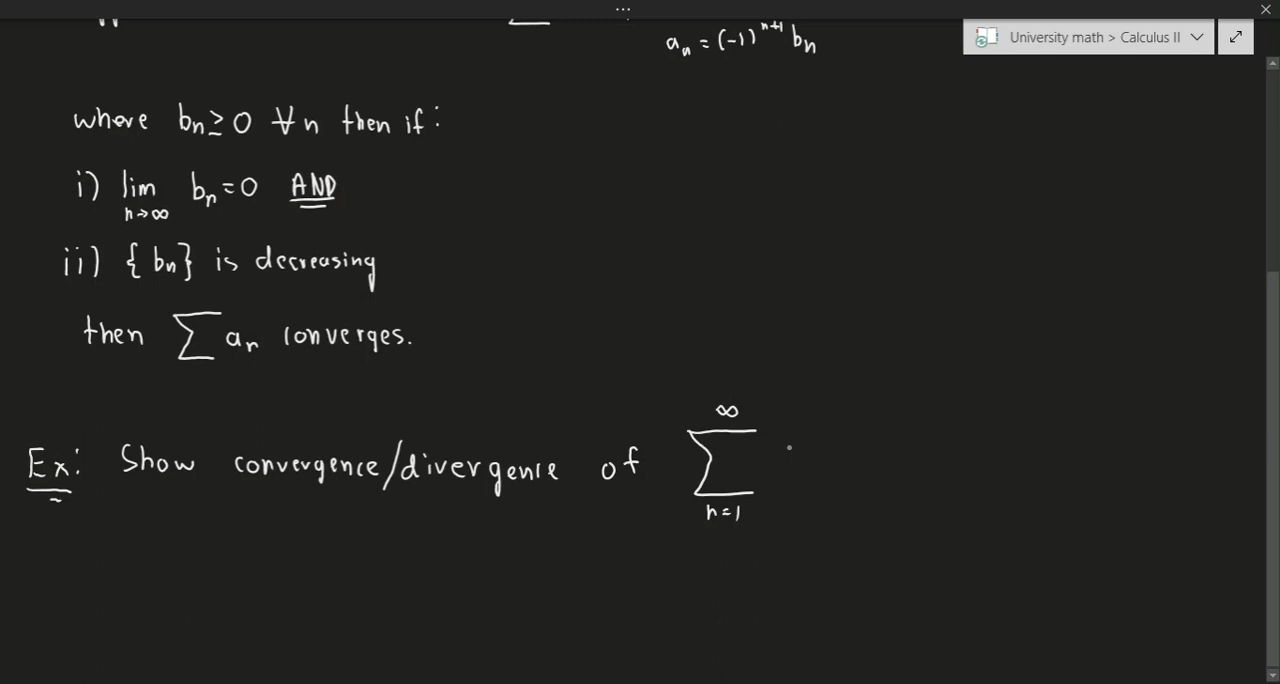 a_n = (-1)^{n+1} b_n
University math > Calculus II
where b_n ≥ 0 ∀n then if:
i) lim_{n→∞} b_n = 0 AND
ii) {b_n} is decreasing
then ∑ a_n converges.
Ex: Show convergence/divergence of ∑_{n=1}^{∞}